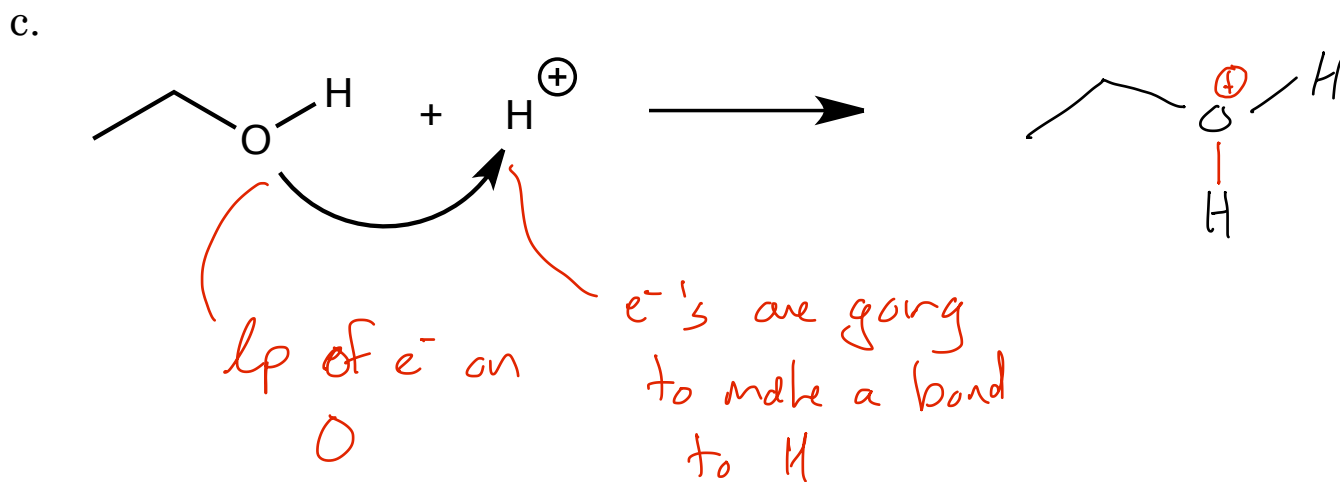 c.
H
O
+
H
⊕
⊕
O
H
H
lp of e⁻ on
O
e⁻'s are going
to make a bond
to H